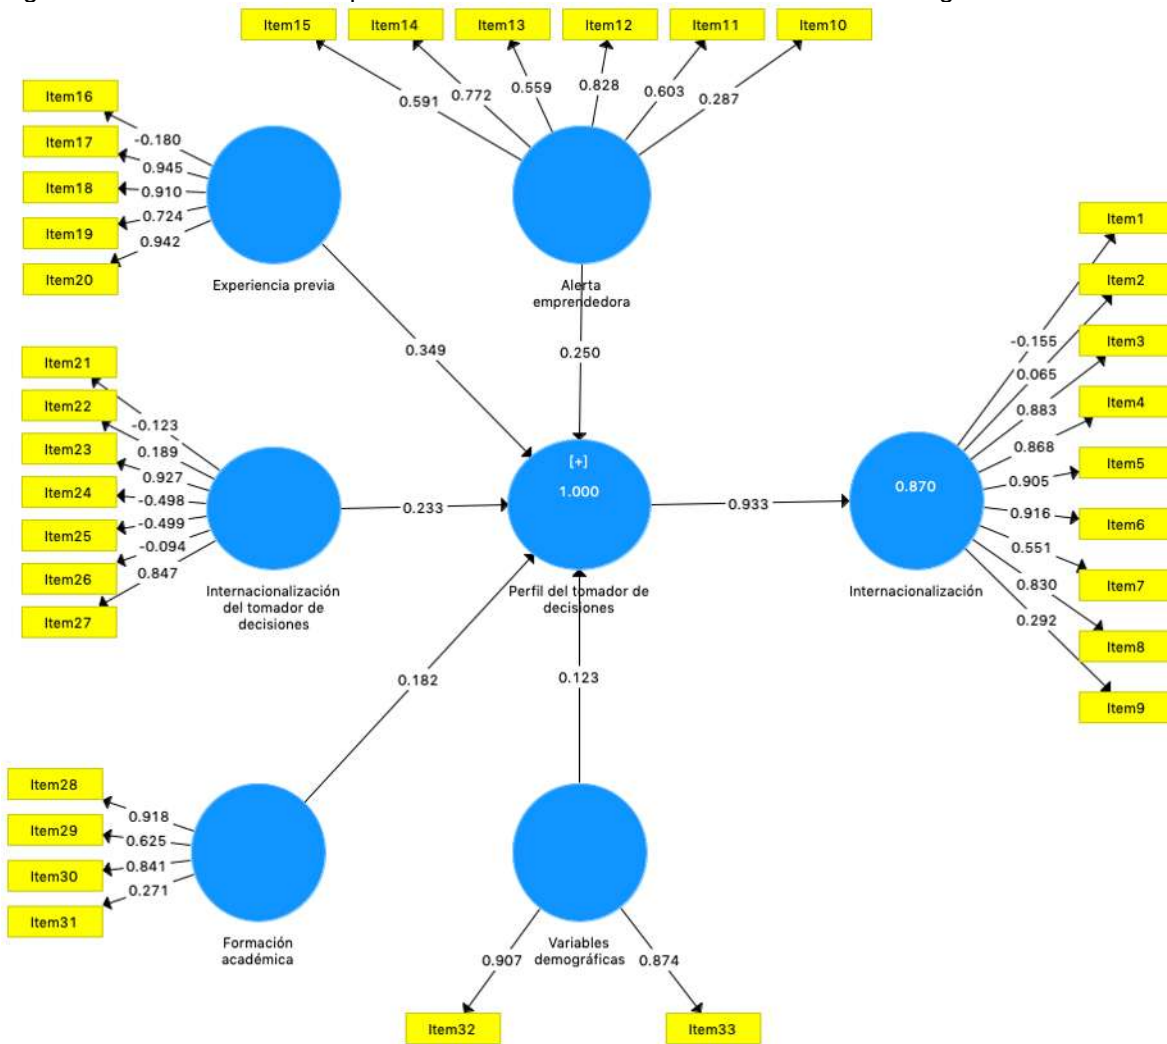 Item15
Item14
Item13
Item12
Item11
Item10
0.591
0.772
0.559
0.828
0.603
0.287
Item16
Item17
Item18
Item19
Item20
-0.180
0.945
0.910
0.724
0.942
Experiencia previa
Alerta
emprendedora
0.349
0.250
Item21
Item22
Item23
Item24
Item25
Item26
Item27
-0.123
0.189
0.927
-0.498
-0.499
-0.094
0.847
Internacionalización
del tomador de
decisiones
0.233
[+]
1.000
Perfil del tomador de
decisiones
0.933
0.870
Internacionalización
-0.155
0.065
0.883
0.868
0.905
0.916
0.551
0.830
0.292
Item1
Item2
Item3
Item4
Item5
Item6
Item7
Item8
Item9
0.182
0.123
Item28
Item29
Item30
Item31
0.918
0.625
0.841
0.271
Formación
académica
Variables
demográficas
0.907
0.874
Item32
Item33